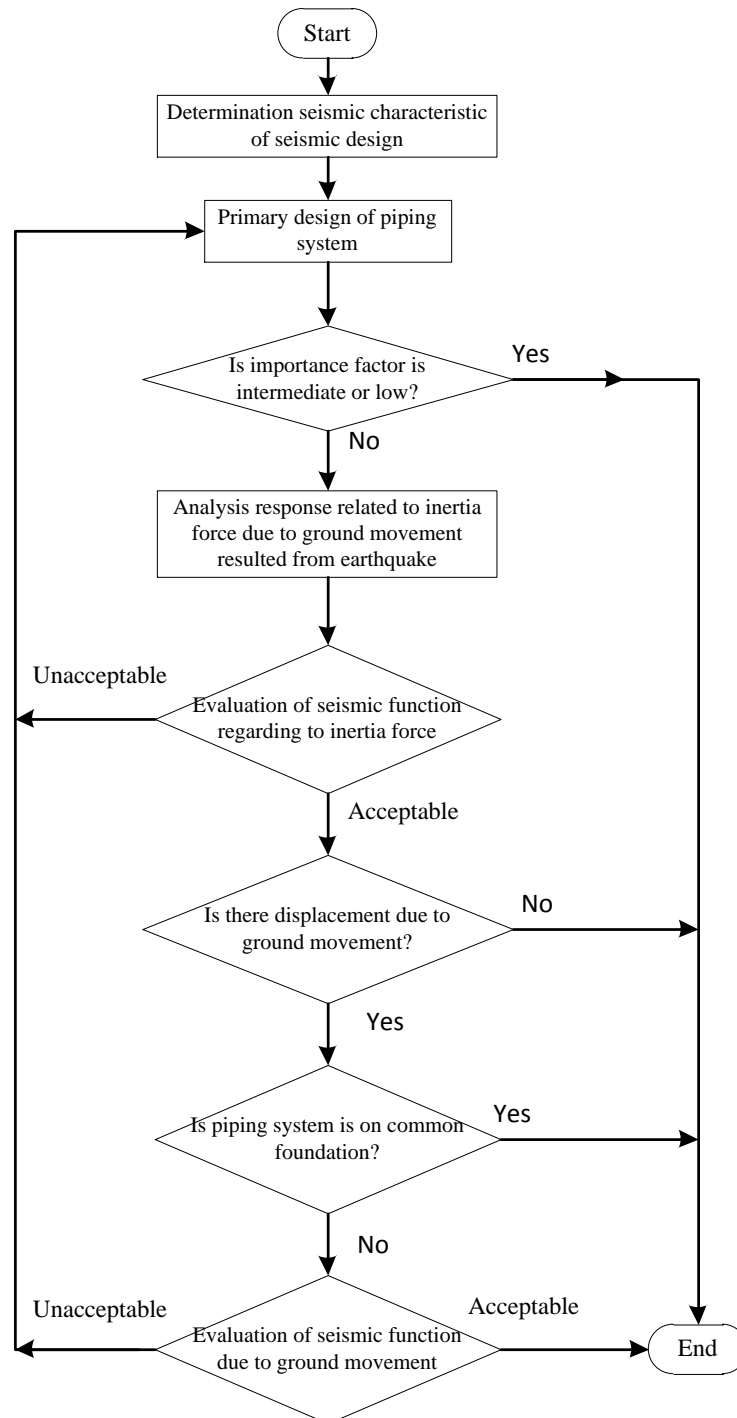 Start
Determination seismic characteristic
of seismic design
Primary design of piping
system
Is importance factor is
intermediate or low?
Yes
No
Analysis response related to inertia
force due to ground movement
resulted from earthquake
Unacceptable
Evaluation of seismic function
regarding to inertia force
Acceptable
Is there displacement due to
ground movement?
No
Yes
Is piping system is on common
foundation?
Yes
No
Unacceptable
Evaluation of seismic function
due to ground movement
Acceptable
End